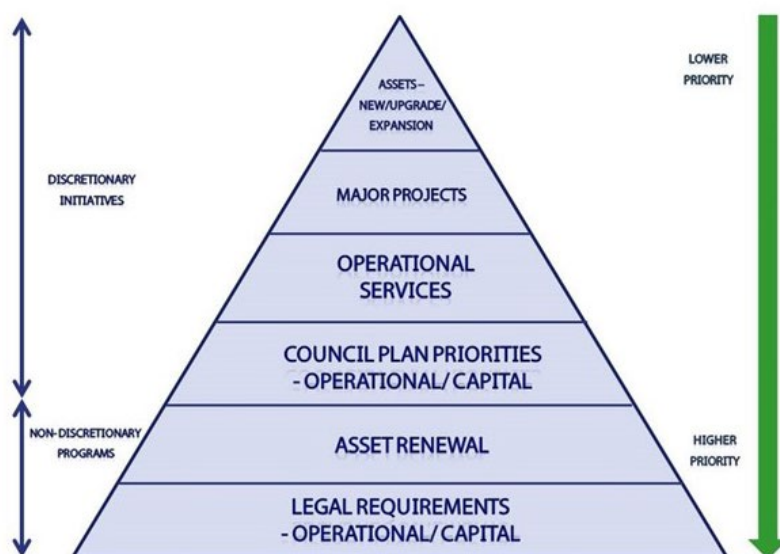 ASSETS –
NEW/UPGRADE/
EXPANSION
LOWER
PRIORITY
DISCRETIONARY
INITIATIVES
MAJOR PROJECTS
OPERATIONAL
SERVICES
COUNCIL PLAN PRIORITIES
- OPERATIONAL/ CAPITAL
NON-DISCRETIONARY
PROGRAMS
ASSET RENEWAL
HIGHER
PRIORITY
LEGAL REQUIREMENTS
- OPERATIONAL/ CAPITAL